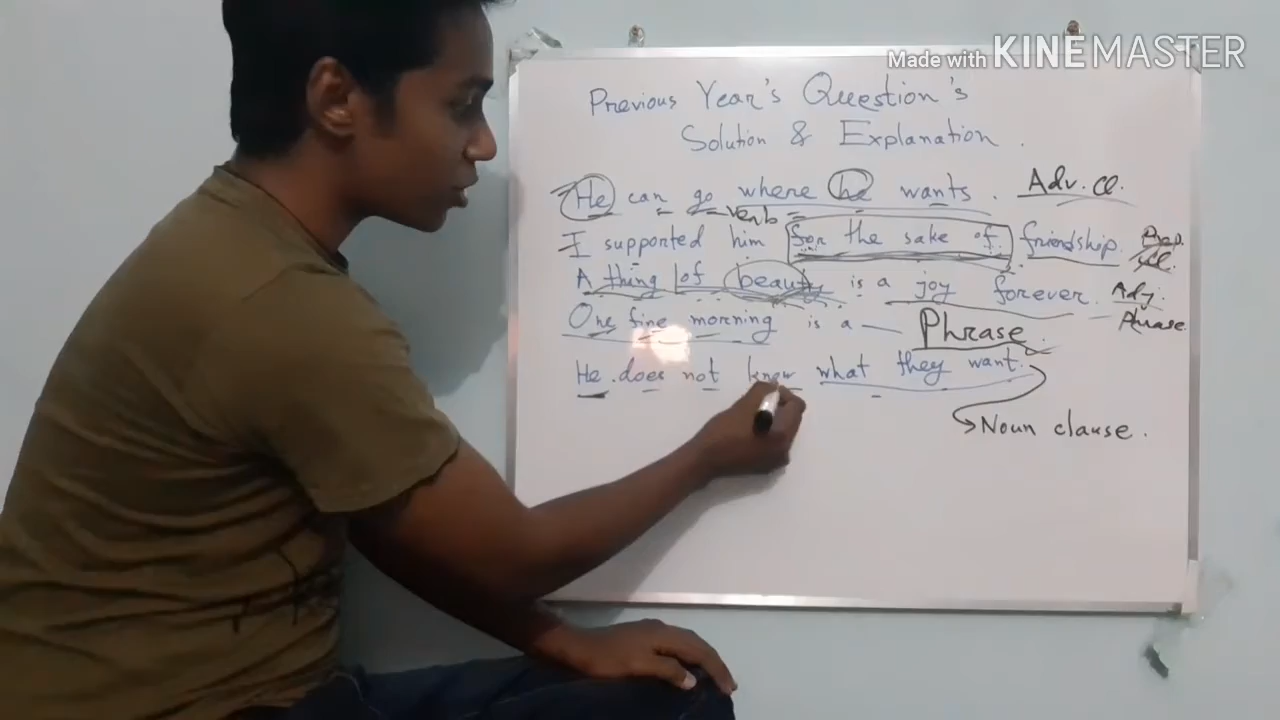 Made with KINEMASTER
Previous Year's Question's
Solution & Explanation.
He can go where he wants. Adv. cl.
verb
I supported him for the sake of friendship. Prep.
A thing of beauty is a joy forever. Adj. Phrase
One fine morning is a — Phrase.
He does not know what they want.
Noun clause.